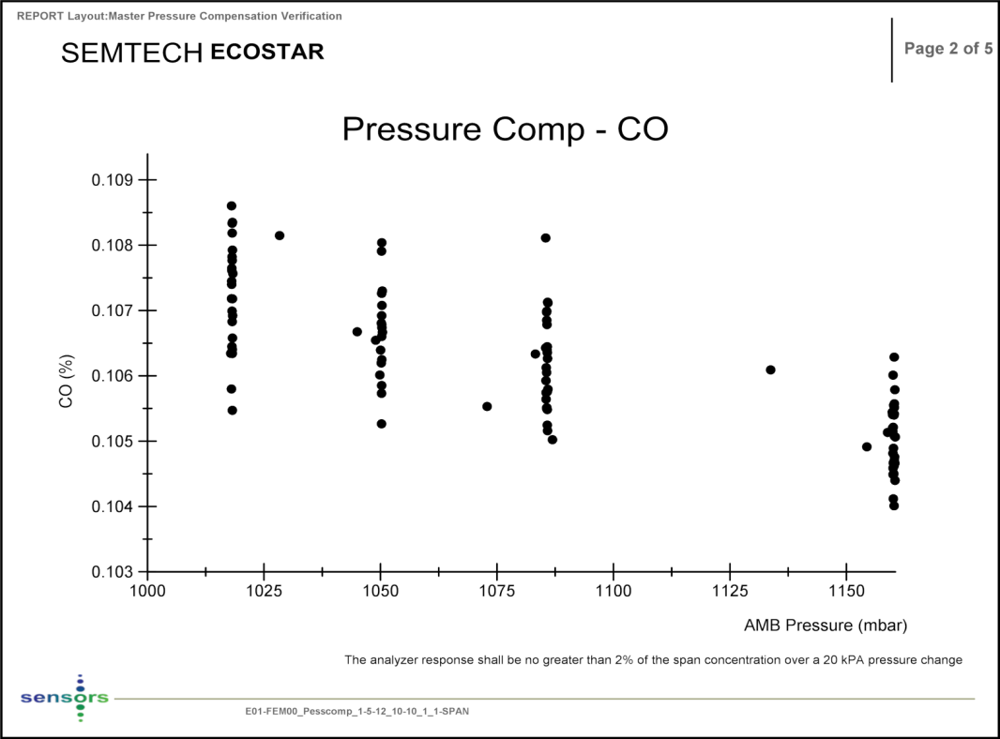 REPORT Layout:Master Pressure Compensation Verification
SEMTECH ECOSTAR
Page 2 of 5
Pressure Comp - CO
0.109
0.108
0.107
0.106
0.105
0.104
0.103
CO (%)
1000 1025 1050 1075 1100 1125 1150
AMB Pressure (mbar)
The analyzer response shall be no greater than 2% of the span concentration over a 20 kPA pressure change
sensors
E01-FEM00_Pesscomp_1-5-12_10-10_1_1-SPAN